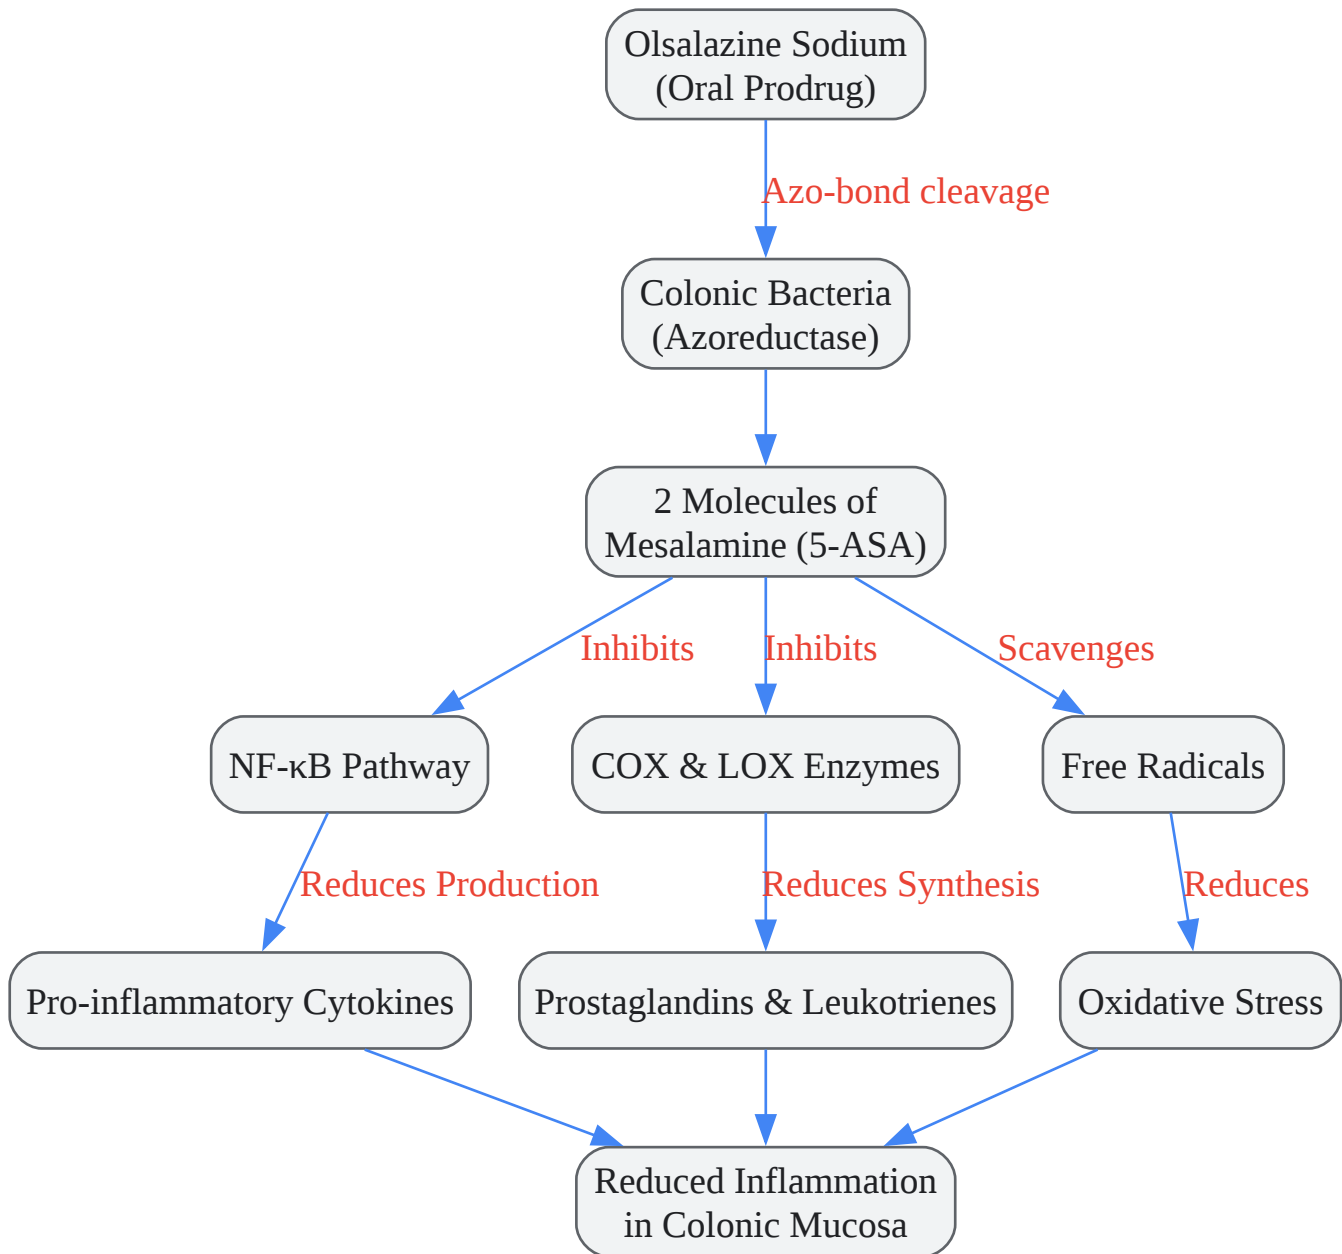 Olsalazine Sodium
(Oral Prodrug)
Azo-bond cleavage
Colonic Bacteria
(Azoreductase)
2 Molecules of
Mesalamine (5-ASA)
Inhibits
Inhibits
Scavenges
NF-κB Pathway
COX & LOX Enzymes
Free Radicals
Reduces Production
Reduces Synthesis
Reduces
Pro-inflammatory Cytokines
Prostaglandins & Leukotrienes
Oxidative Stress
Reduced Inflammation
in Colonic Mucosa